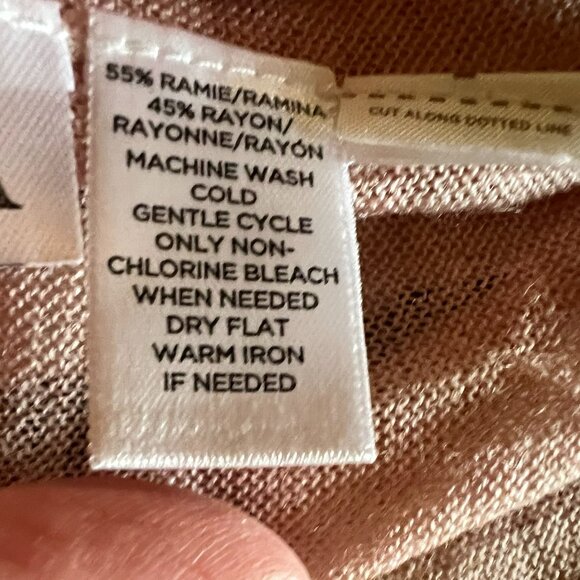 55% RAMIE/RAMINA
45% RAYON/
RAYONNE/RAYÓN
MACHINE WASH
COLD
GENTLE CYCLE
ONLY NON-
CHLORINE BLEACH
WHEN NEEDED
DRY FLAT
WARM IRON
IF NEEDED
CUT ALONG DOTTED LINE